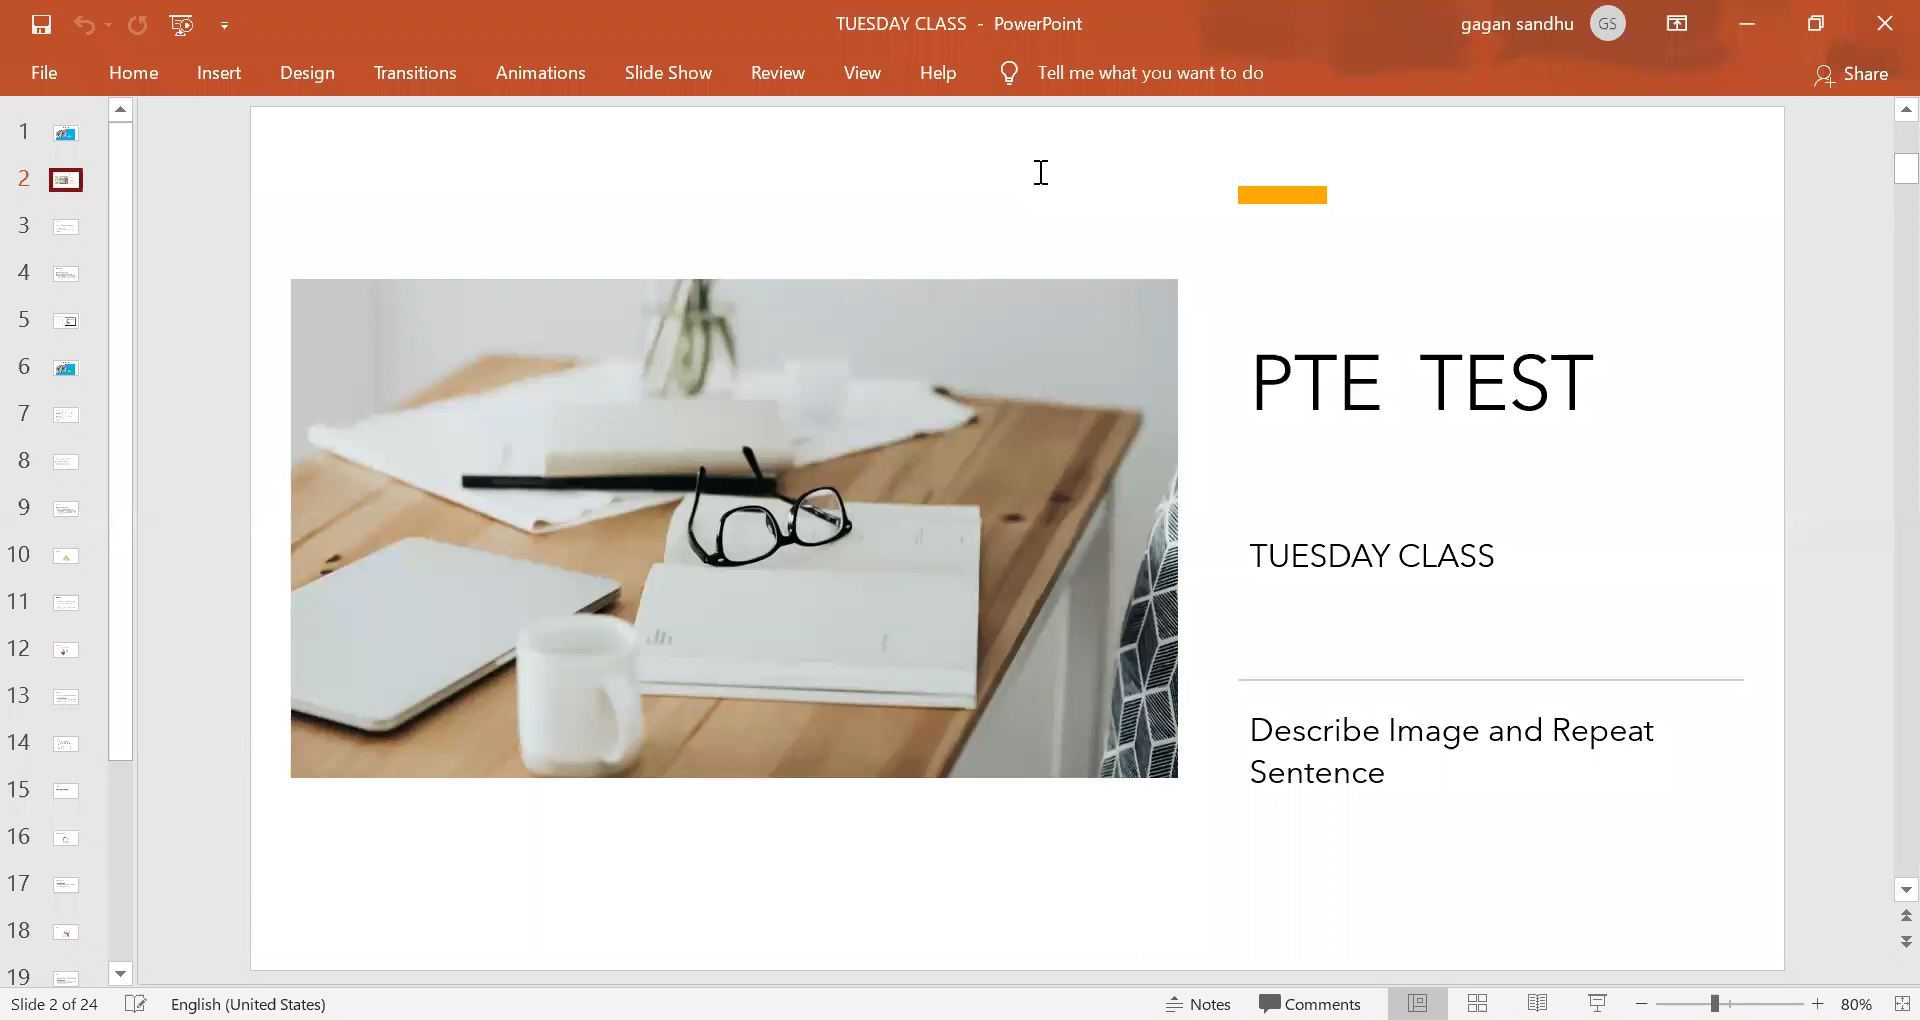 TUESDAY CLASS - PowerPoint
gagan sandhu GS
File Home Insert Design Transitions Animations Slide Show Review View Help Tell me what you want to do Share
1
2
3
4
5
6
7
8
9
10
11
12
13
14
15
16
17
18
19
PTE TEST
TUESDAY CLASS
Describe Image and Repeat
Sentence
Slide 2 of 24 English (United States) Notes Comments 80%